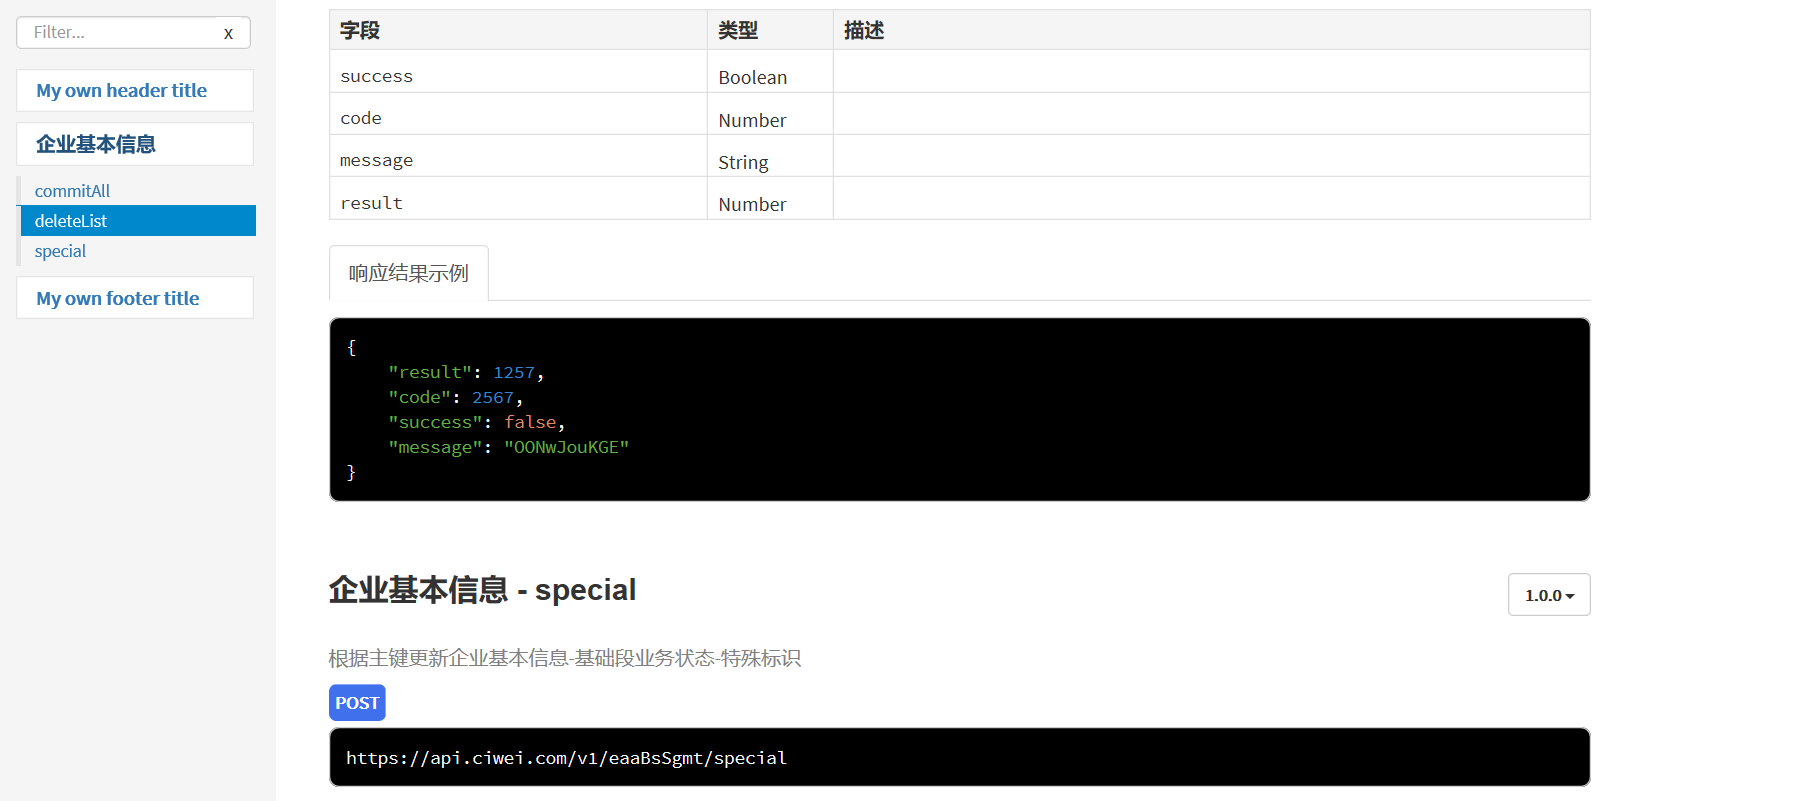 Filter...
x
My own header title
企业基本信息
commitAll
deleteList
special
My own footer title
字段 类型 描述
success Boolean
code Number
message String
result Number
响应结果示例
{
"result": 1257,
"code": 2567,
"success": false,
"message": "OONwJouKGE"
}
企业基本信息 - special
1.0.0
根据主键更新企业基本信息-基础段业务状态-特殊标识
POST
https://api.ciwei.com/v1/eaaBsSgmt/special